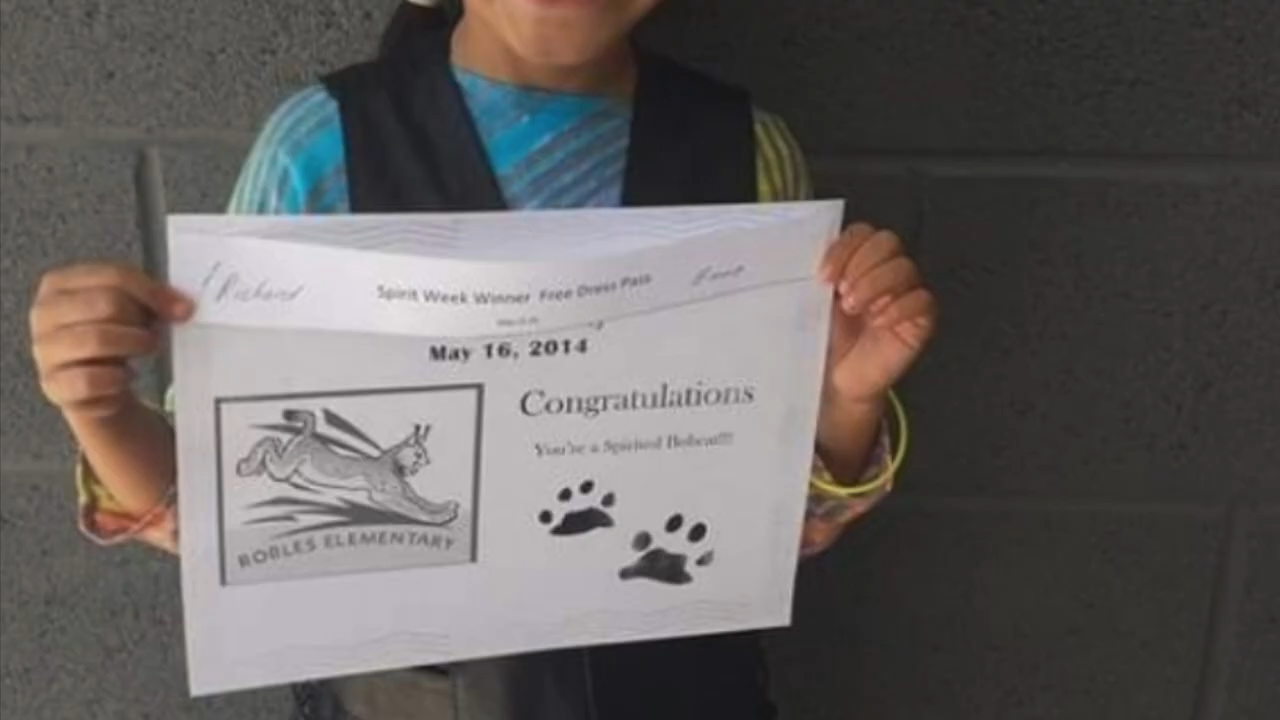 Richard Spirit Week Winner Free Dress Pass
May 16, 2014
Congratulations
You're a Spirited Bobcat!!!
ROBLES ELEMENTARY